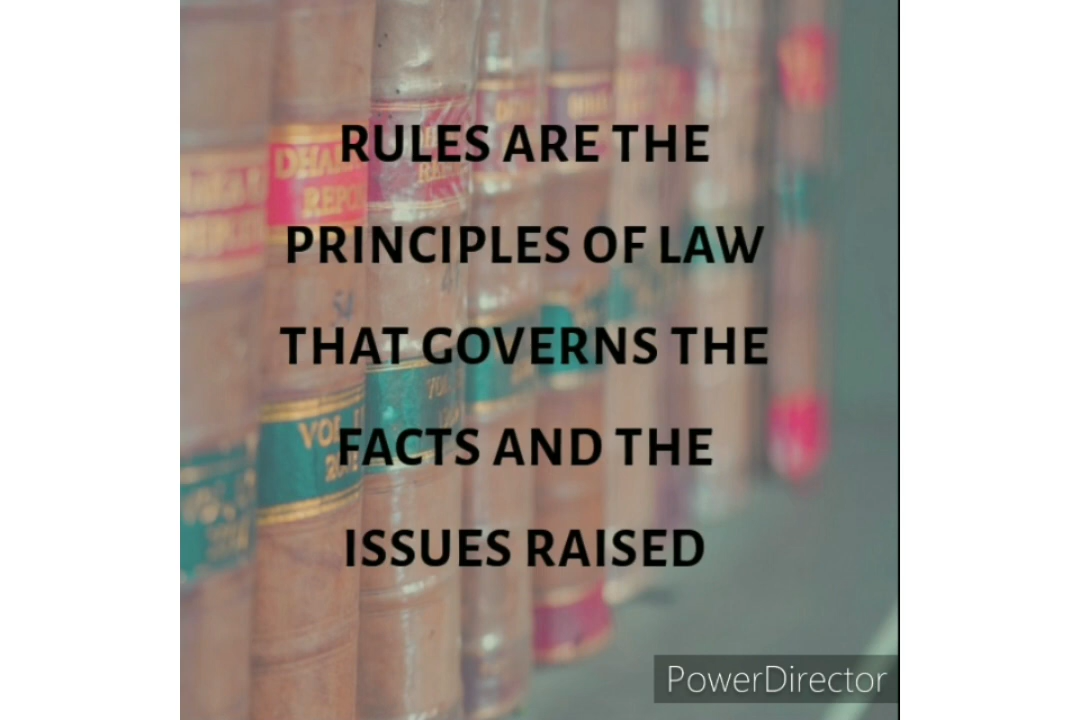 RULES ARE THE
PRINCIPLES OF LAW
THAT GOVERNS THE
FACTS AND THE
ISSUES RAISED
PowerDirector